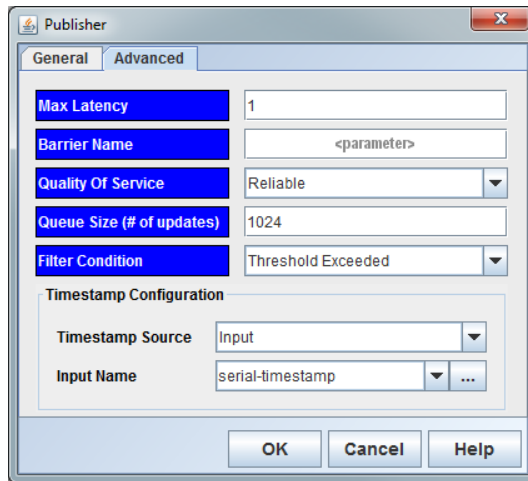 Publisher
General Advanced
Max Latency 1
Barrier Name <parameter>
Quality Of Service Reliable
Queue Size (# of updates) 1024
Filter Condition Threshold Exceeded
Timestamp Configuration
Timestamp Source Input
Input Name serial-timestamp ...
OK Cancel Help